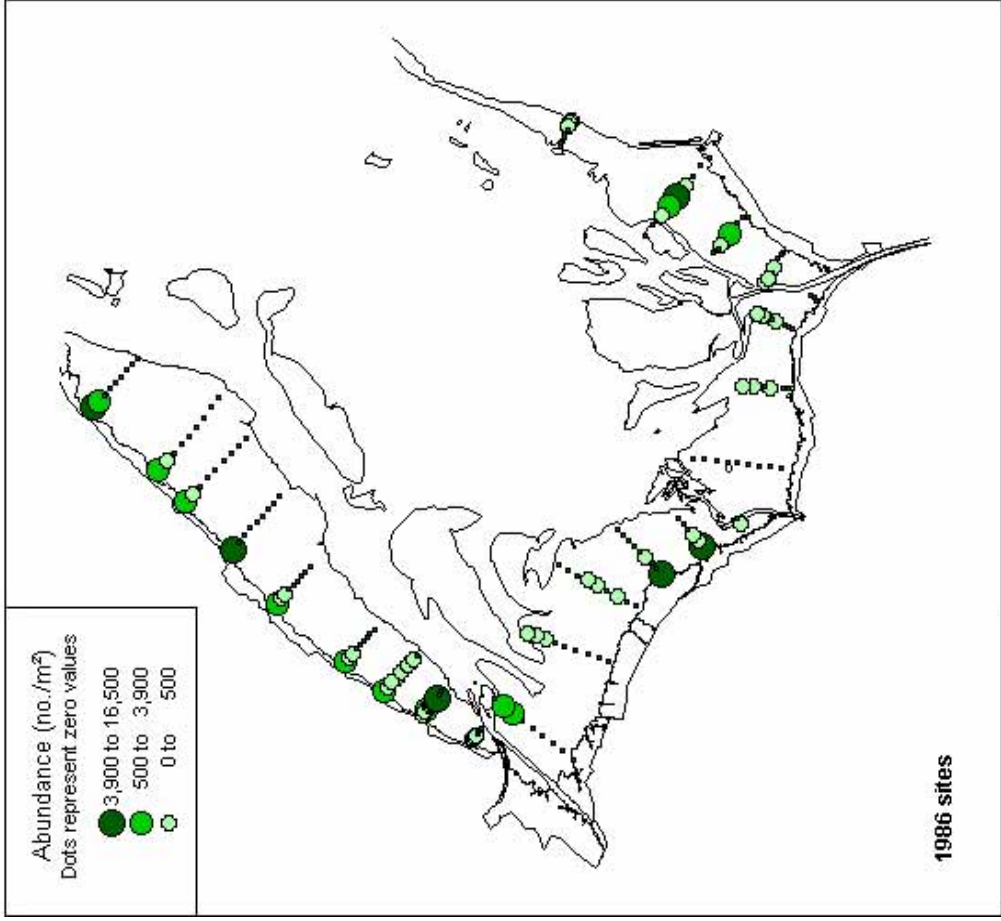 Abundance (no./m²)
Dots represent zero values
3,900 to 16,500
500 to 3,900
0 to 500
1986 sites